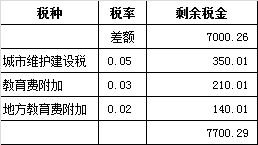 税种 税率 剩余税金
差额 7000.26
城市维护建设税 0.05 350.01
教育费附加 0.03 210.01
地方教育费附加 0.02 140.01
7700.29